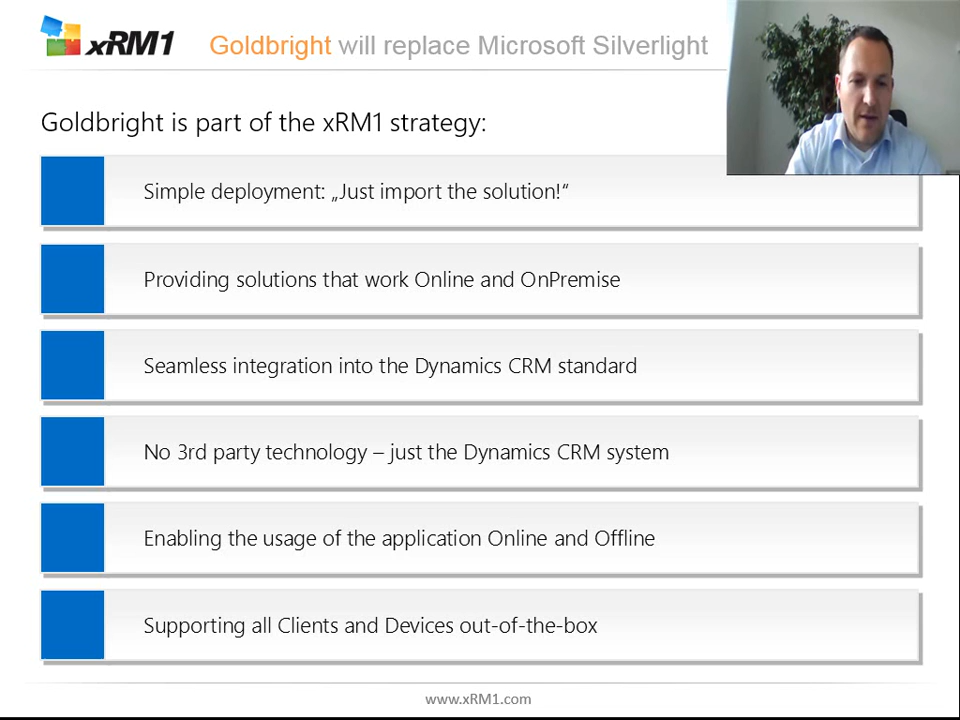 xRM1
Goldbright will replace Microsoft Silverlight
Goldbright is part of the xRM1 strategy:
Simple deployment: „Just import the solution!“
Providing solutions that work Online and OnPremise
Seamless integration into the Dynamics CRM standard
No 3rd party technology – just the Dynamics CRM system
Enabling the usage of the application Online and Offline
Supporting all Clients and Devices out-of-the-box
www.xRM1.com